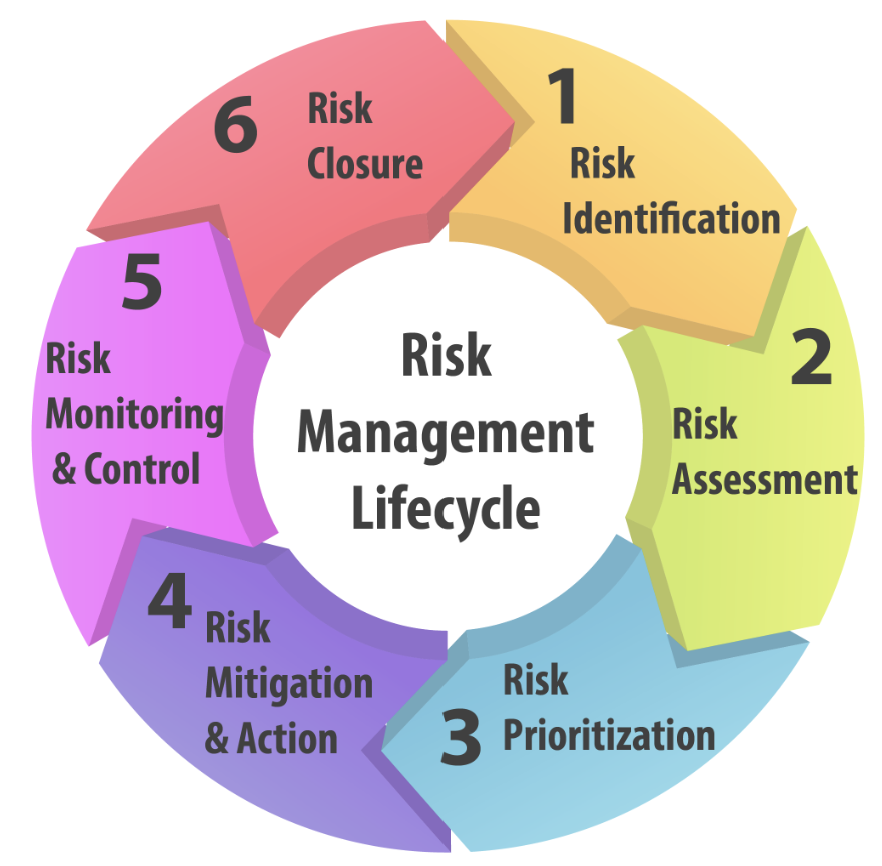 Risk
Management
Lifecycle
1
Risk
Identification
2
Risk
Assessment
3
Risk
Prioritization
4
Risk
Mitigation
& Action
5
Risk
Monitoring
& Control
6
Risk
Closure